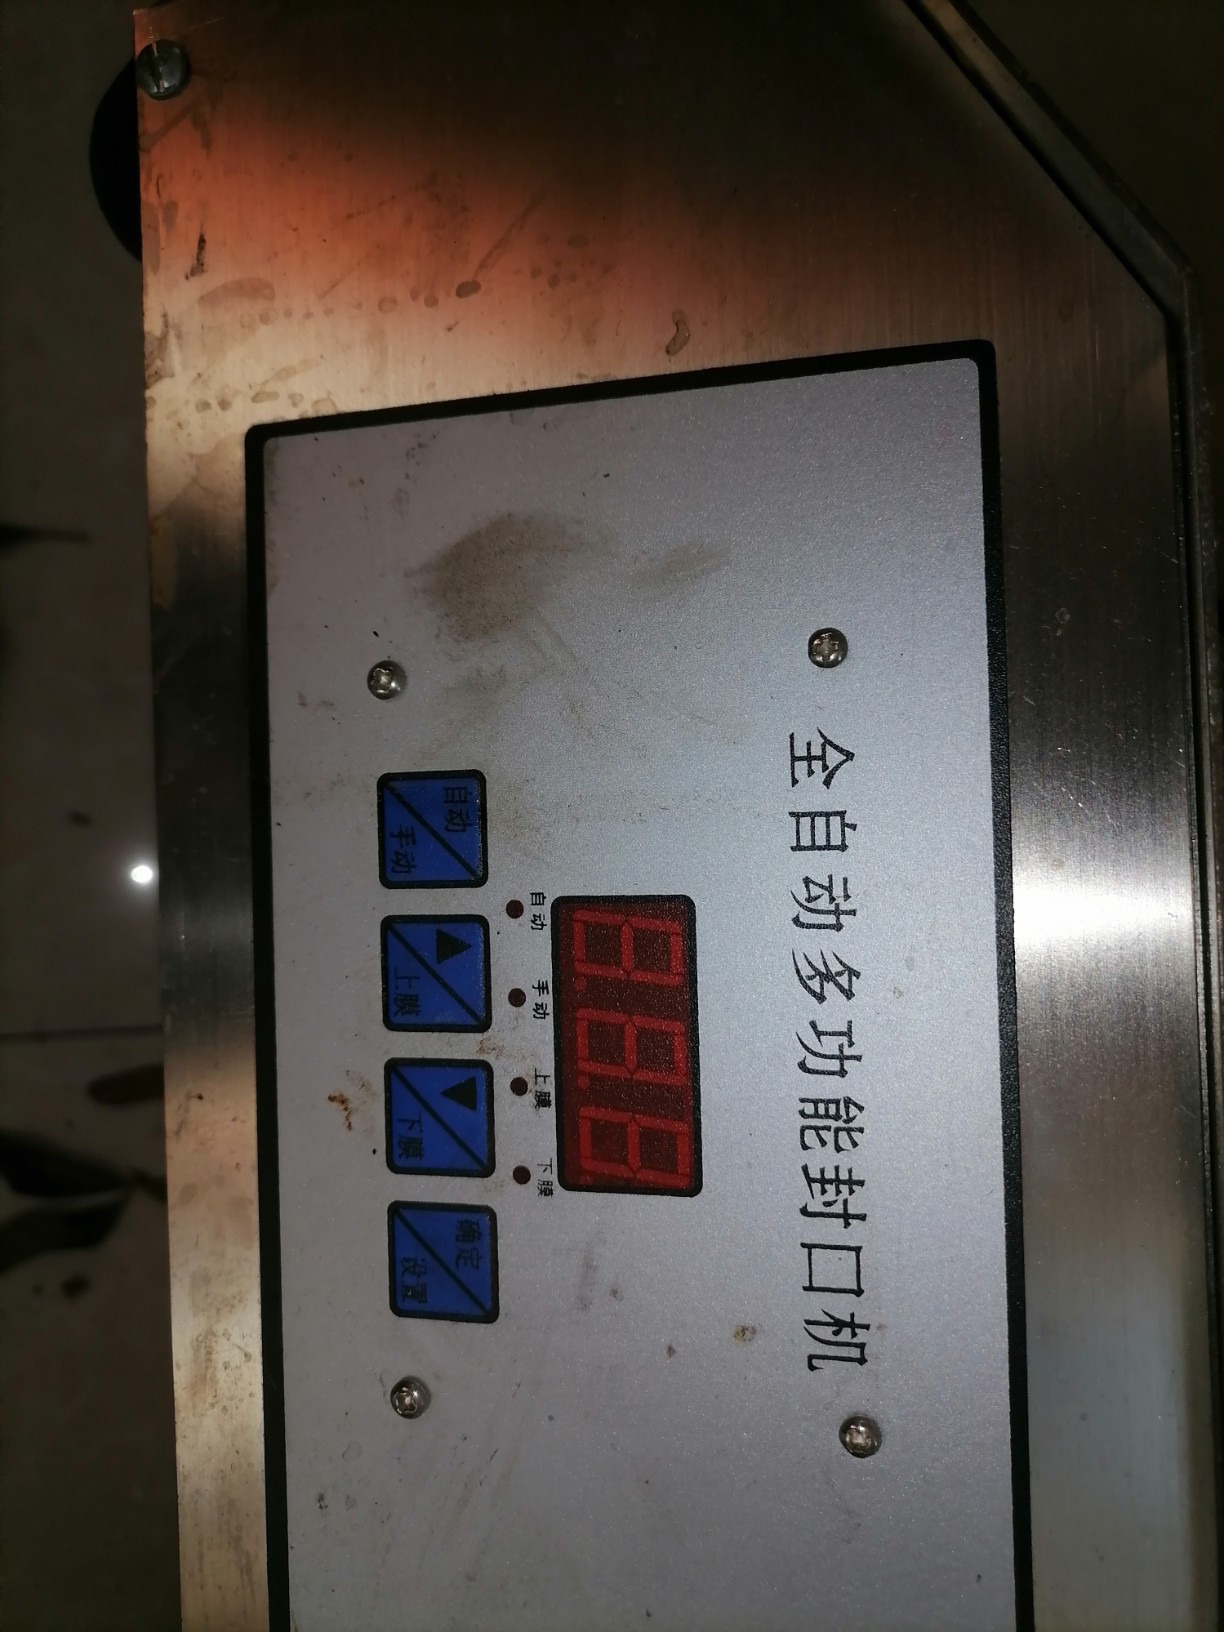 全自动多功能封口机
8.8.8
自动 手动 上膜 下膜
自动 手动
▲ 上膜
▼ 下膜
确定 设置